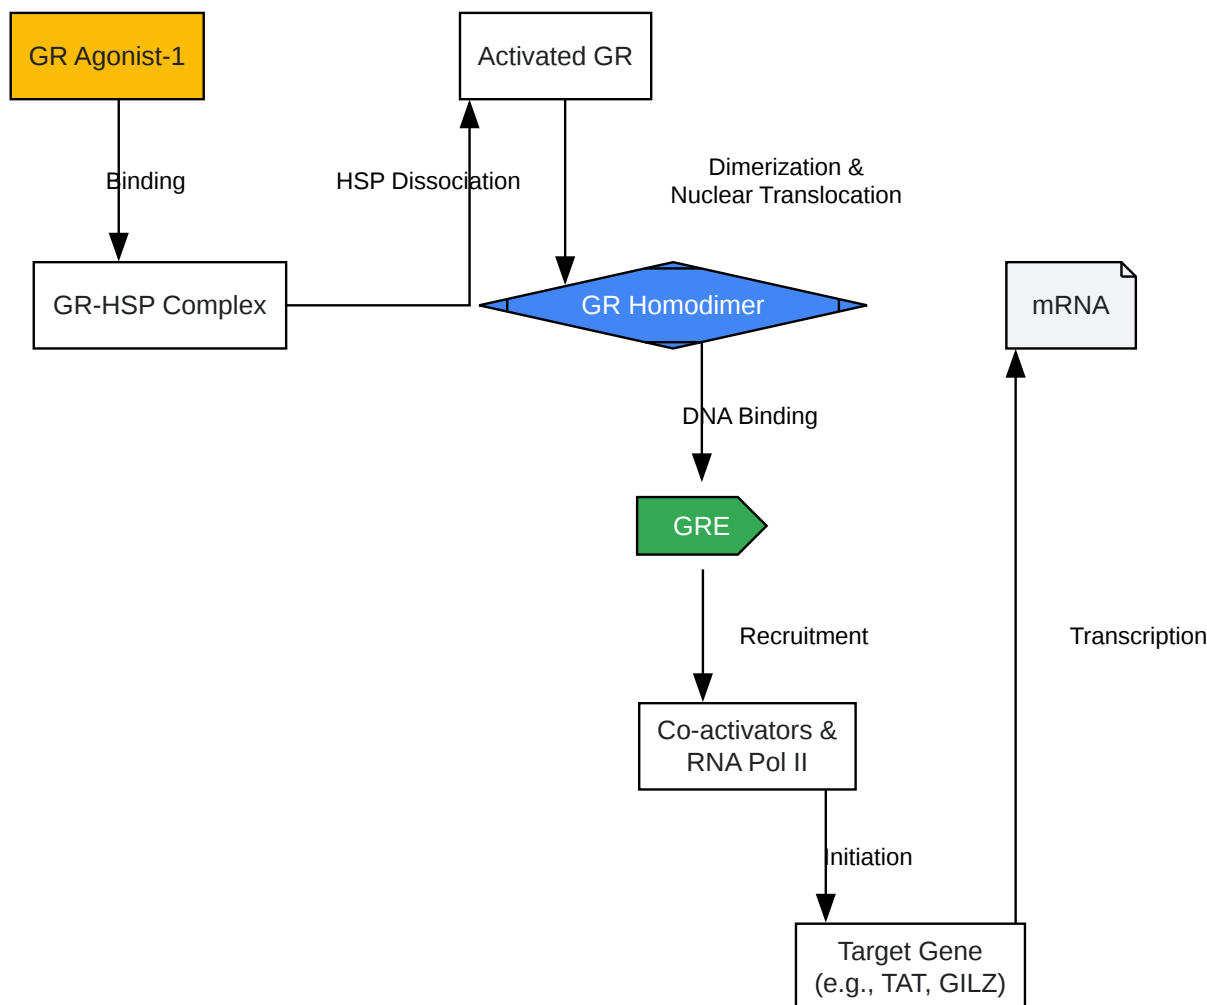 GR Agonist-1
Activated GR
Binding
HSP Dissociation
Dimerization &
Nuclear Translocation
GR-HSP Complex
GR Homodimer
mRNA
DNA Binding
GRE
Recruitment
Transcription
Co-activators &
RNA Pol II
Initiation
Target Gene
(e.g., TAT, GILZ)